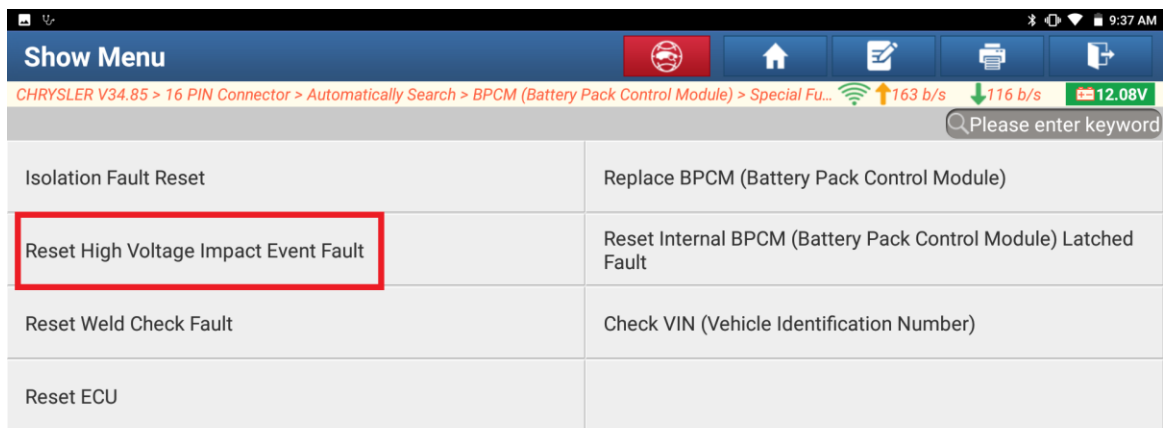 9:37 AM
Show Menu
CHRYSLER V34.85 > 16 PIN Connector > Automatically Search > BPCM (Battery Pack Control Module) > Special Fu... 163 b/s 116 b/s 12.08V
Please enter keyword
Isolation Fault Reset
Replace BPCM (Battery Pack Control Module)
Reset High Voltage Impact Event Fault
Reset Internal BPCM (Battery Pack Control Module) Latched
Fault
Reset Weld Check Fault
Check VIN (Vehicle Identification Number)
Reset ECU